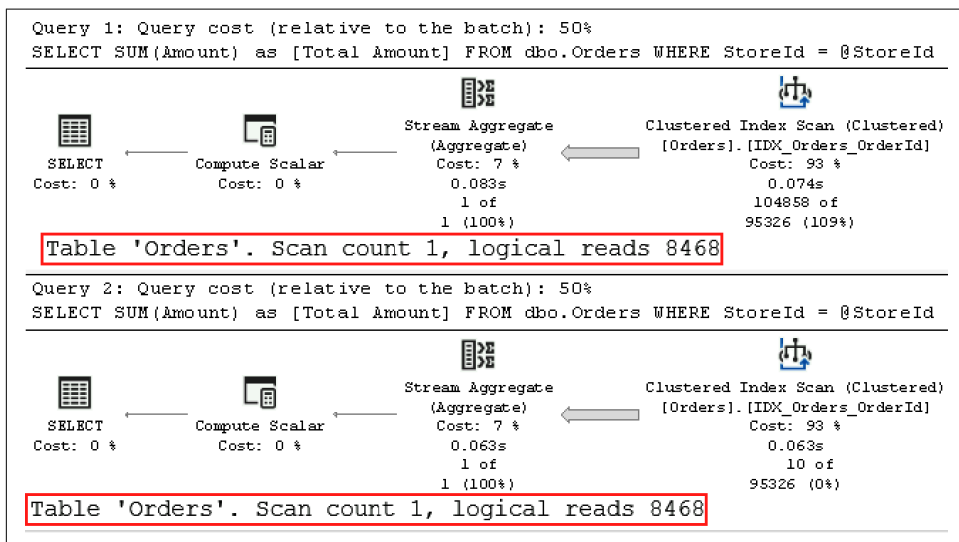 Query 1: Query cost (relative to the batch): 50%
SELECT SUM(Amount) as [Total Amount] FROM dbo.Orders WHERE StoreId = @StoreId
SELECT
Cost: 0 %
Compute Scalar
Cost: 0 %
Stream Aggregate
(Aggregate)
Cost: 7 %
0.083s
1 of
1 (100%)
Clustered Index Scan (Clustered)
[Orders].[IDX_Orders_OrderId]
Cost: 93 %
0.074s
104858 of
95326 (109%)
Table 'Orders'. Scan count 1, logical reads 8468
Query 2: Query cost (relative to the batch): 50%
SELECT SUM(Amount) as [Total Amount] FROM dbo.Orders WHERE StoreId = @StoreId
SELECT
Cost: 0 %
Compute Scalar
Cost: 0 %
Stream Aggregate
(Aggregate)
Cost: 7 %
0.063s
1 of
1 (100%)
Clustered Index Scan (Clustered)
[Orders].[IDX_Orders_OrderId]
Cost: 93 %
0.063s
10 of
95326 (0%)
Table 'Orders'. Scan count 1, logical reads 8468